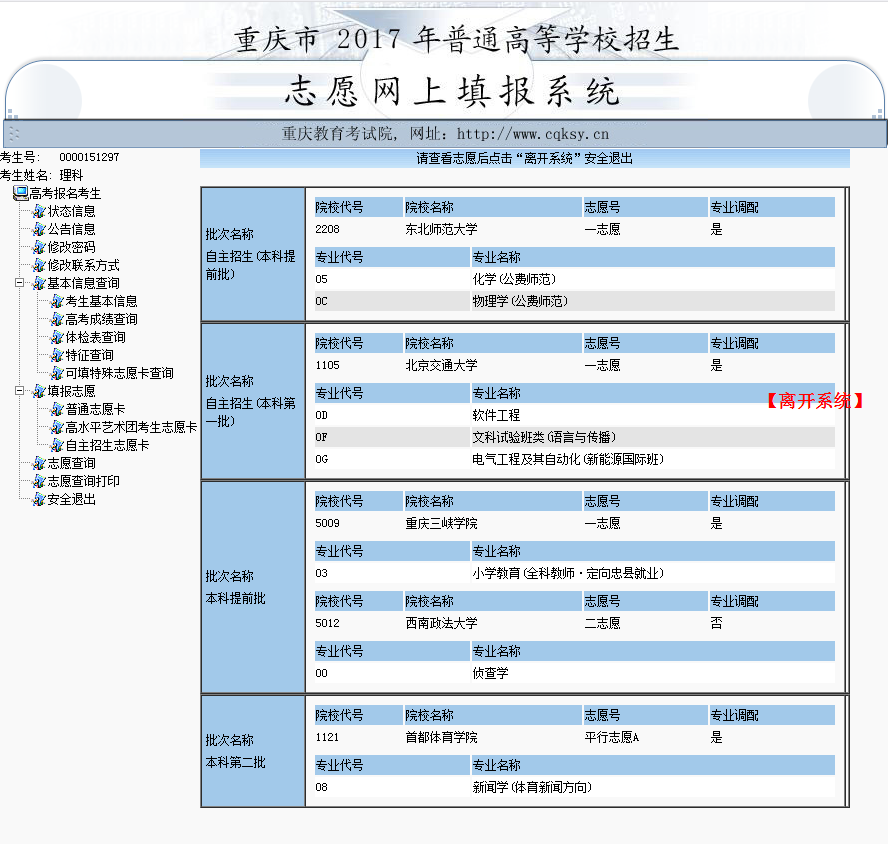 重庆市 2017 年普通高等学校招生
志愿网上填报系统
重庆教育考试院, 网址: http://www.cqksy.cn
考生号: 0000151297
考生姓名: 理科
高考报名考生
状态信息
公告信息
修改密码
修改联系方式
基本信息查询
考生基本信息
高考成绩查询
体检表查询
特征查询
可填特殊志愿卡查询
填报志愿
普通志愿卡
高水平艺术团考生志愿卡
自主招生志愿卡
志愿查询
志愿查询打印
安全退出
请查看志愿后点击“离开系统”安全退出
批次名称
自主招生(本科提
前批)
院校代号 院校名称 志愿号 专业调配
2208 东北师范大学 一志愿 是
专业代号 专业名称
05 化学(公费师范)
0C 物理学(公费师范)
批次名称
自主招生(本科第
一批)
院校代号 院校名称 志愿号 专业调配
1105 北京交通大学 一志愿 是
专业代号 专业名称
0D 软件工程
0F 文科试验班类(语言与传播)
0G 电气工程及其自动化(新能源国际班)
【离开系统】
批次名称
本科提前批
院校代号 院校名称 志愿号 专业调配
5009 重庆三峡学院 一志愿 是
专业代号 专业名称
03 小学教育(全科教师·定向忠县就业)
院校代号 院校名称 志愿号 专业调配
5012 西南政法大学 二志愿 否
专业代号 专业名称
00 侦查学
批次名称
本科第二批
院校代号 院校名称 志愿号 专业调配
1121 首都体育学院 平行志愿A 是
专业代号 专业名称
08 新闻学(体育新闻方向)